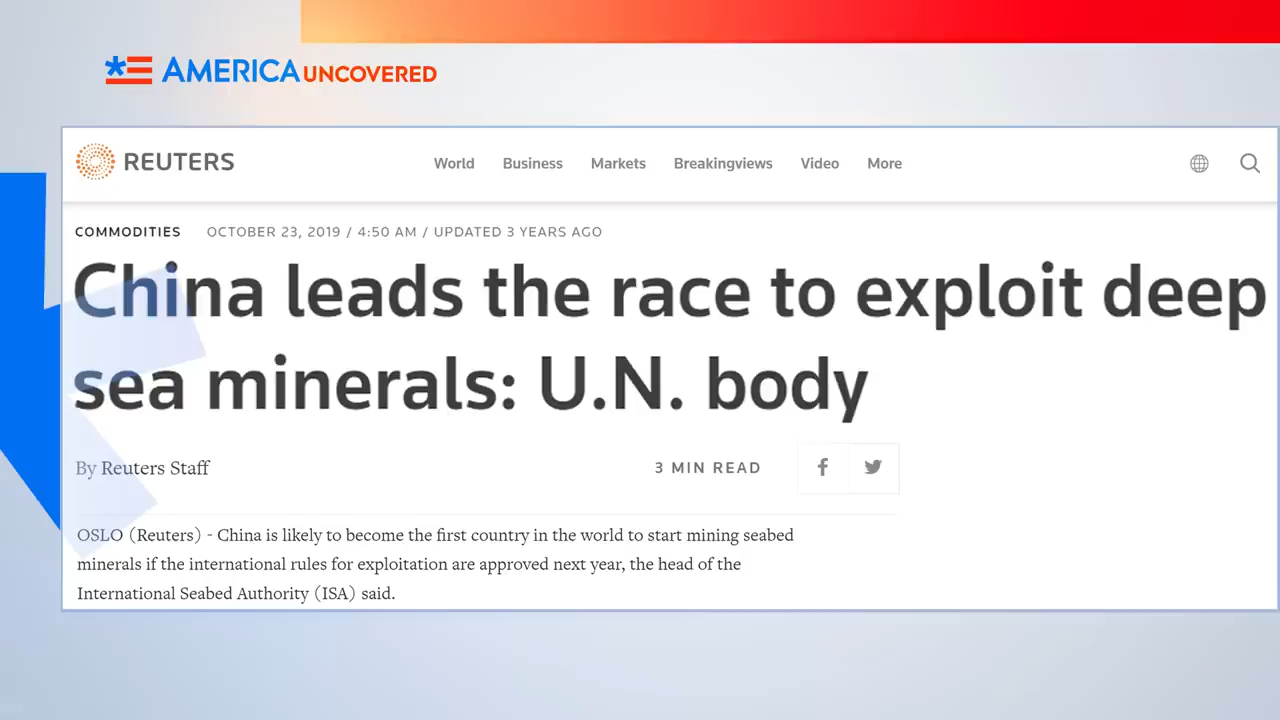 AMERICA UNCOVERED
REUTERS
World Business Markets Breakingviews Video More
COMMODITIES OCTOBER 23, 2019 / 4:50 AM / UPDATED 3 YEARS AGO
China leads the race to exploit deep
sea minerals: U.N. body
By Reuters Staff
3 MIN READ
OSLO (Reuters) - China is likely to become the first country in the world to start mining seabed
minerals if the international rules for exploitation are approved next year, the head of the
International Seabed Authority (ISA) said.